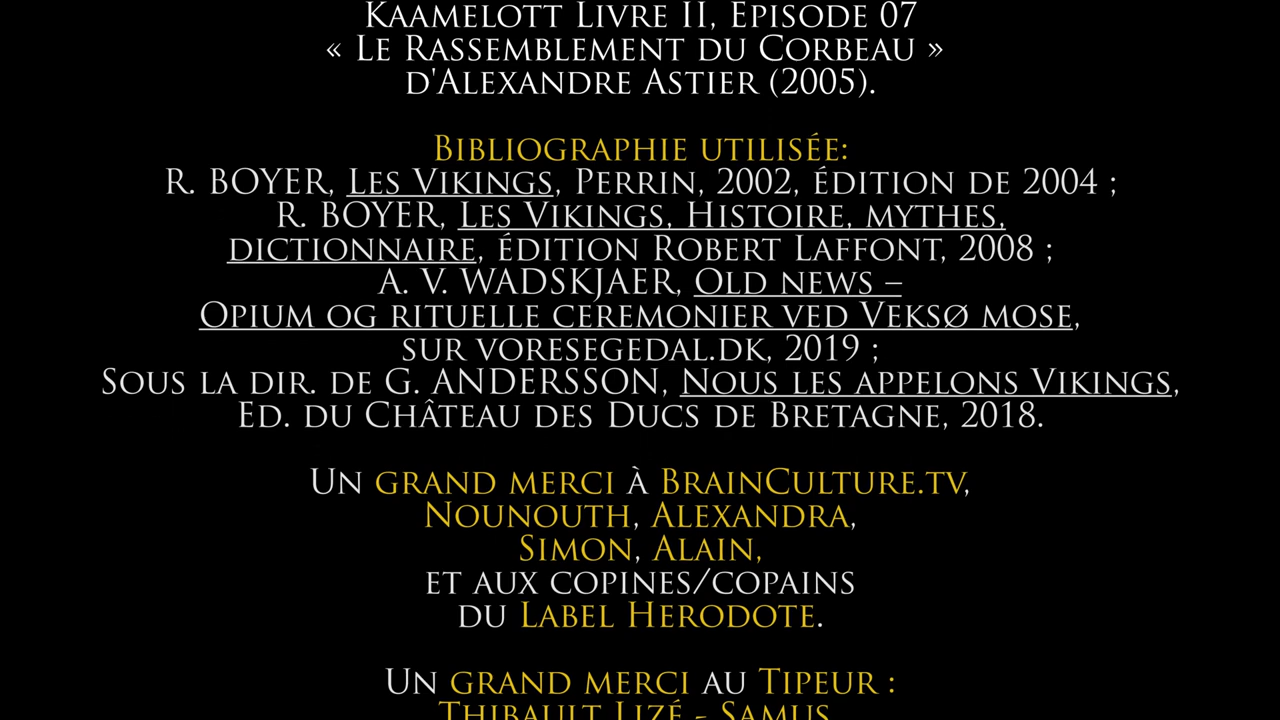 Kaamelott Livre II, Episode 07
« Le Rassemblement du Corbeau »
d'Alexandre Astier (2005).
Bibliographie utilisée:
R. BOYER, Les Vikings, Perrin, 2002, édition de 2004 ;
R. BOYER, Les Vikings, Histoire, mythes,
dictionnaire, édition Robert Laffont, 2008 ;
A. V. WADSKJAER, Old news –
Opium og rituelle ceremonier ved Veksø mose,
sur voresegedal.dk, 2019 ;
Sous la dir. de G. ANDERSSON, Nous les appelons Vikings,
Ed. du Château des Ducs de Bretagne, 2018.
Un grand merci à BrainCulture.tv,
Nounouth, Alexandra,
Simon, Alain,
et aux copines/copains
du Label Herodote.
Un grand merci au Tipeur :
Thibault Lizé - Samus